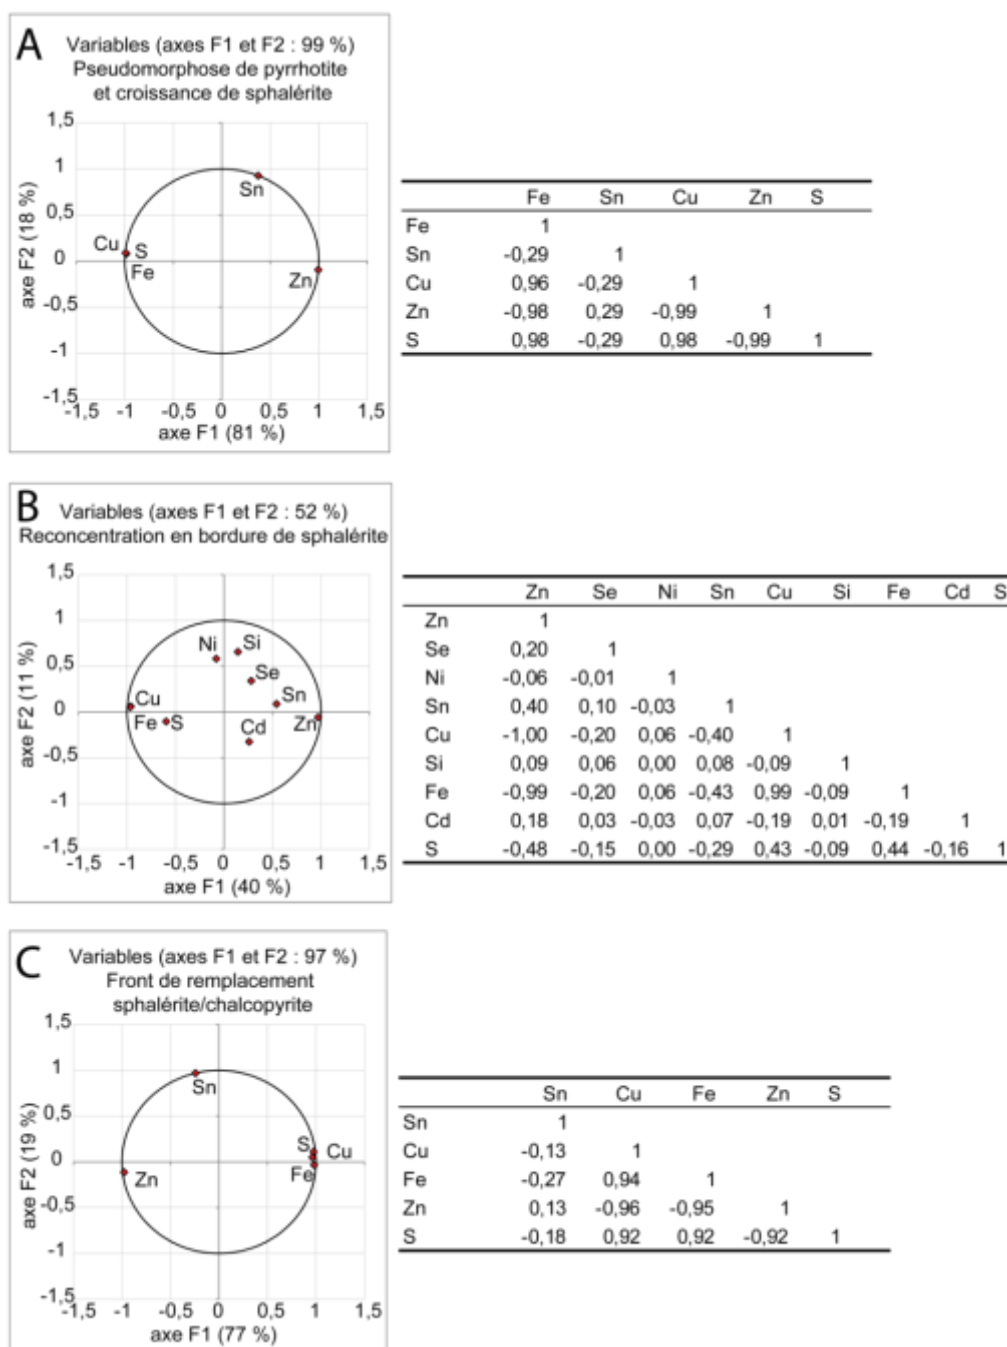 A
Variables (axes F1 et F2 : 99 %)
Pseudomorphose de pyrrhotite
et croissance de sphalérite
1,5
1
0,5
0
-0,5
-1
-1,5
-1,5 -1 -0,5 0 0,5 1 1,5
axe F2 (18 %)
axe F1 (81 %)
Sn
Cu
S
Fe
Zn
Fe Sn Cu Zn S
Fe 1
Sn -0,29 1
Cu 0,96 -0,29 1
Zn -0,98 0,29 -0,99 1
S 0,98 -0,29 0,98 -0,99 1
B
Variables (axes F1 et F2 : 52 %)
Reconcentration en bordure de sphalérite
1,5
1
0,5
0
-0,5
-1
-1,5
-1,5 -1 -0,5 0 0,5 1 1,5
axe F2 (11 %)
axe F1 (40 %)
Ni
Si
Se
Sn
Cu
Fe
S
Cd
Zn
Zn Se Ni Sn Cu Si Fe Cd S
Zn 1
Se 0,20 1
Ni -0,06 -0,01 1
Sn 0,40 0,10 -0,03 1
Cu -1,00 -0,20 0,06 -0,40 1
Si 0,09 0,06 0,00 0,08 -0,09 1
Fe -0,99 -0,20 0,06 -0,43 0,99 -0,09 1
Cd 0,18 0,03 -0,03 0,07 -0,19 0,01 -0,19 1
S -0,48 -0,15 0,00 -0,29 0,43 -0,09 0,44 -0,16 1
C
Variables (axes F1 et F2 : 97 %)
Front de remplacement
sphalérite/chalcopyrite
1,5
1
0,5
0
-0,5
-1
-1,5
-1,5 -1 -0,5 0 0,5 1 1,5
axe F2 (19 %)
axe F1 (77 %)
Sn
S
Cu
Fe
Zn
Sn Cu Fe Zn S
Sn 1
Cu -0,13 1
Fe -0,27 0,94 1
Zn 0,13 -0,96 -0,95 1
S -0,18 0,92 0,92 -0,92 1